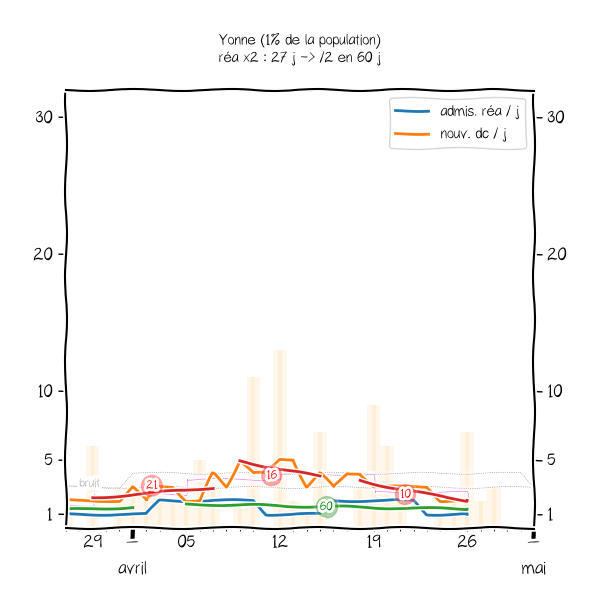 Yonne (1% de la population)
réa x2 : 27 j -> /2 en 60 j
admis. réa / j
nouv. dc / j
30
30
20
20
10
10
5
5
1
1
bruit
21
16
10
60
29
05
12
19
26
avril
mai